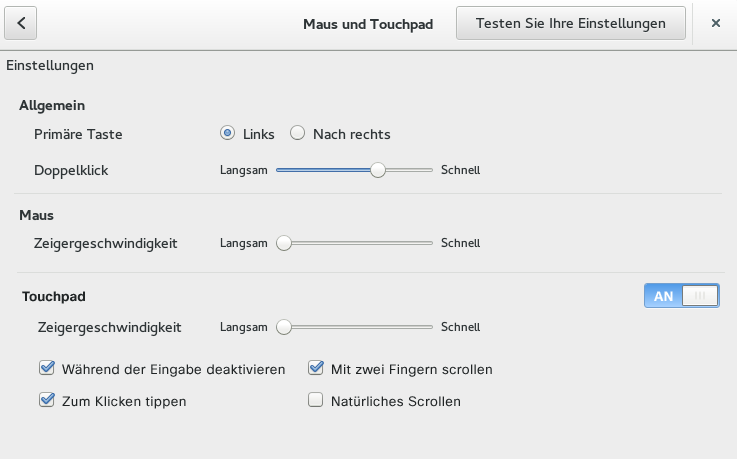 Maus und Touchpad Testen Sie Ihre Einstellungen
Einstellungen
Allgemein
Primäre Taste Links Nach rechts
Doppelklick Langsam Schnell
Maus
Zeigergeschwindigkeit Langsam Schnell
Touchpad AN
Zeigergeschwindigkeit Langsam Schnell
Während der Eingabe deaktivieren Mit zwei Fingern scrollen
Zum Klicken tippen Natürliches Scrollen